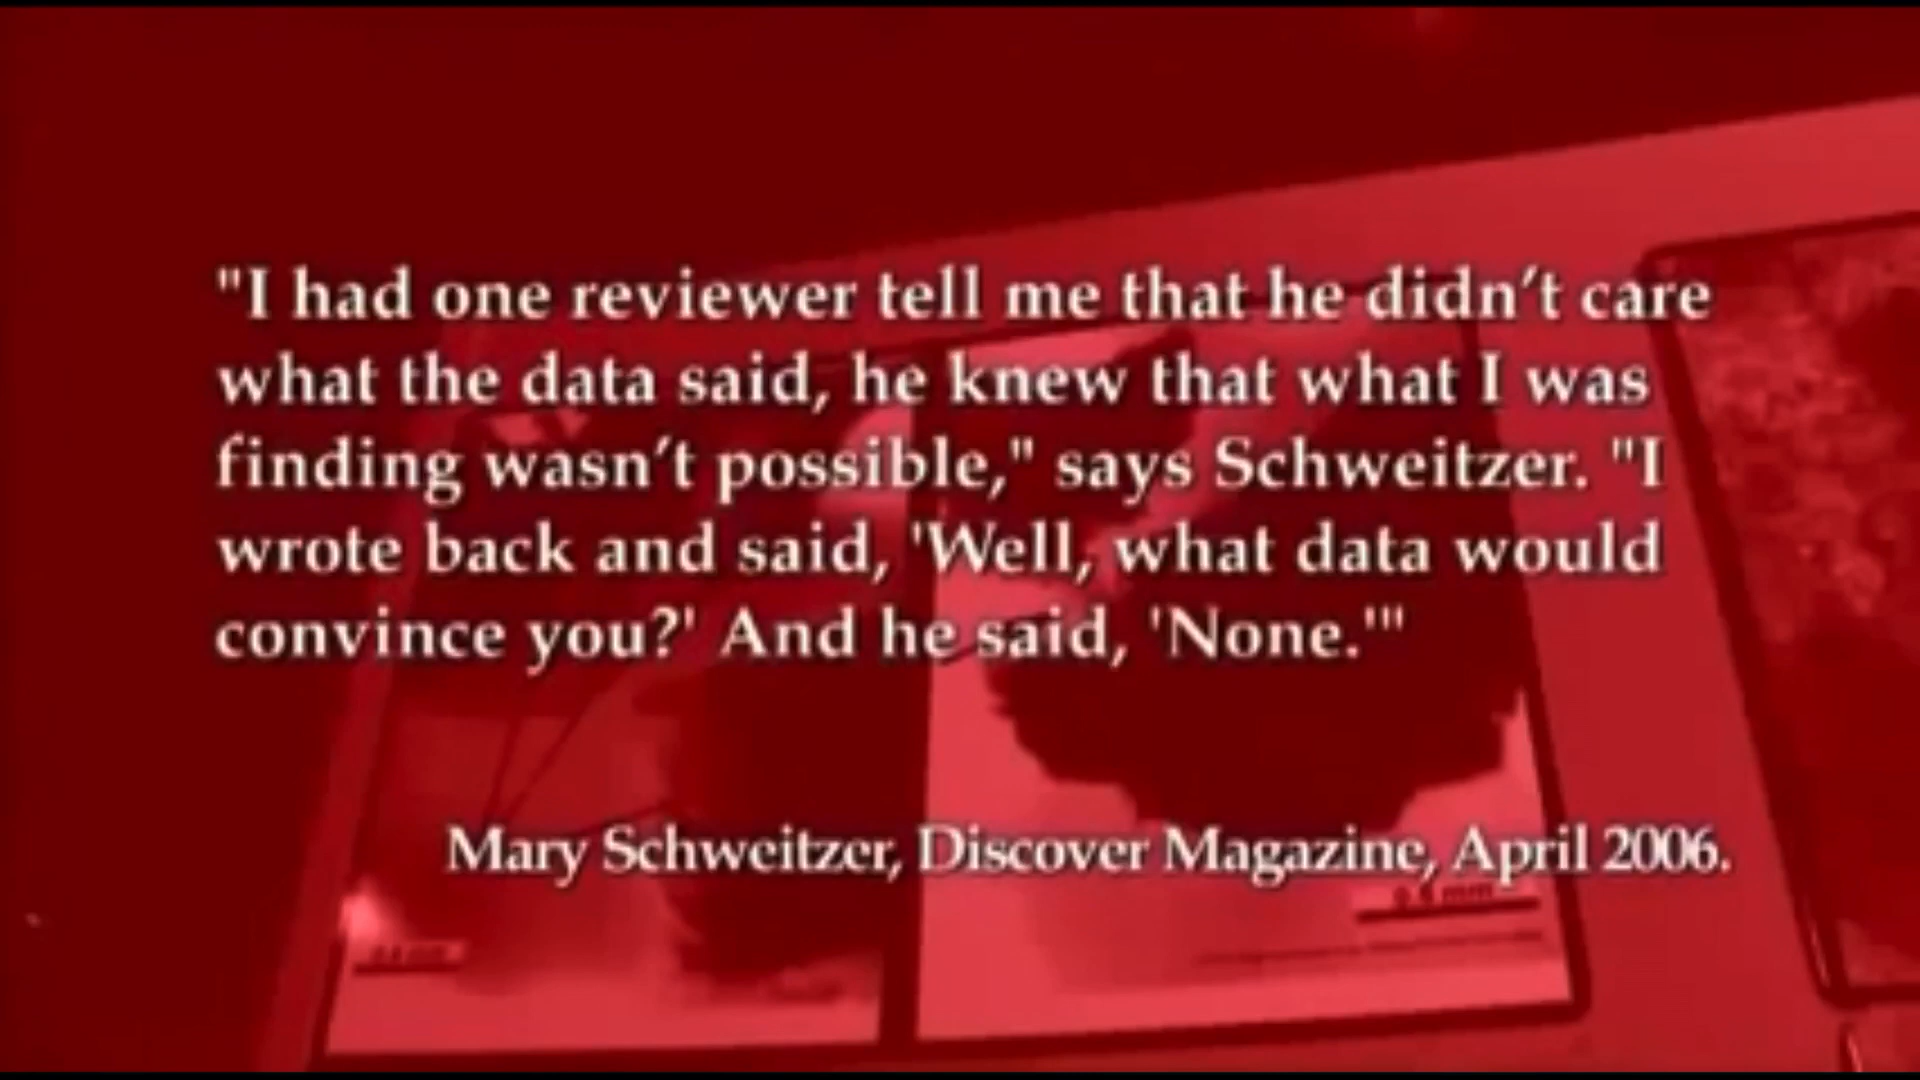 "I had one reviewer tell me that he didn't care
what the data said, he knew that what I was
finding wasn't possible," says Schweitzer. "I
wrote back and said, 'Well, what data would
convince you?' And he said, 'None.'"
Mary Schweitzer, Discover Magazine, April 2006.